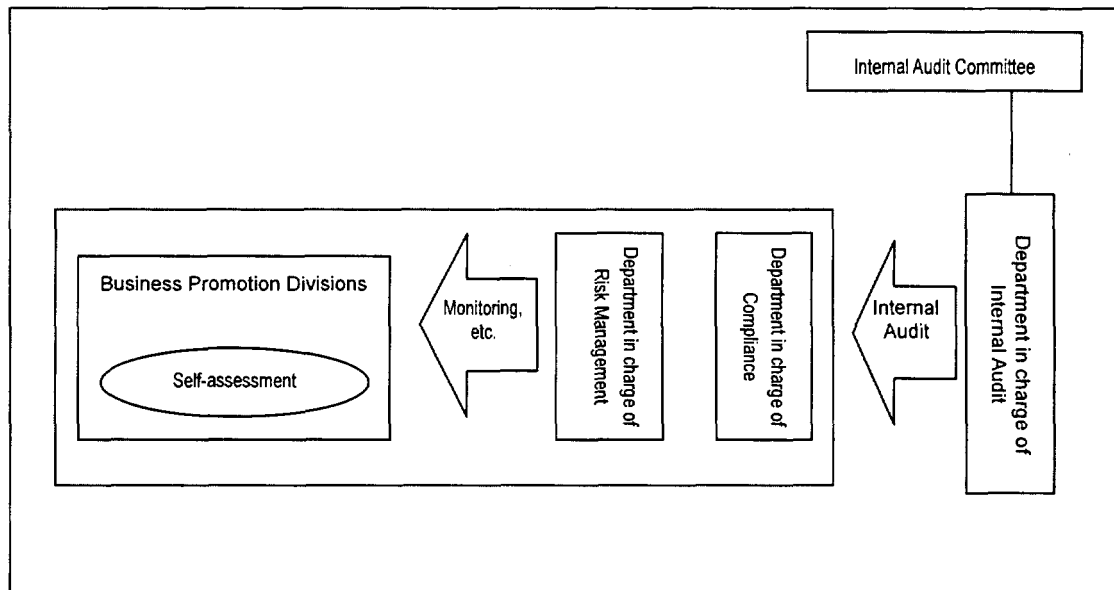 Internal Audit Committee
Business Promotion Divisions
Self-assessment
Monitoring,
etc.
Department in charge of
Risk Management
Department in charge of
Compliance
Internal
Audit
Department in charge of
Internal Audit